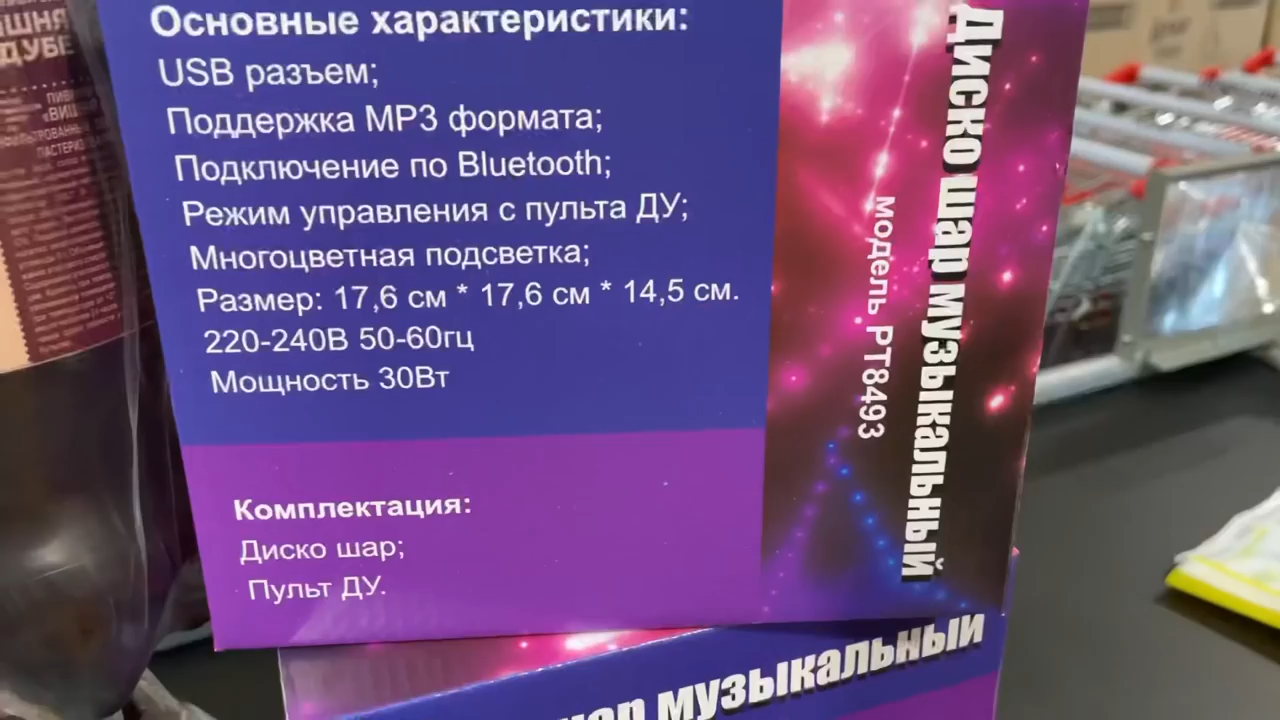 Основные характеристики:
USB разъем;
Поддержка MP3 формата;
Подключение по Bluetooth;
Режим управления с пульта ДУ;
Многоцветная подсветка;
Размер: 17,6 см * 17,6 см * 14,5 см.
220-240В 50-60гц
Мощность 30Вт
Комплектация:
Диско шар;
Пульт ДУ.
Диско шар музыкальный
модель PT8493
музыкальный
ДУБЕ